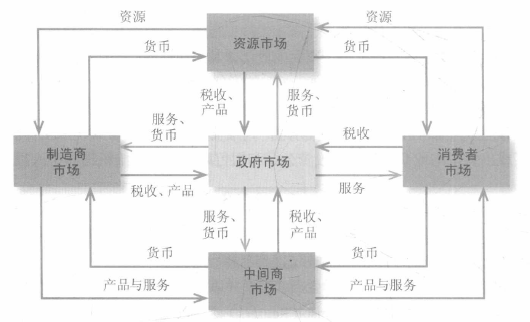 资源
资源
资源市场
货币
货币
税收、
产品
服务、
货币
服务、
货币
税收
制造商
市场
政府市场
消费者
市场
税收、产品
服务
服务、
货币
税收、
产品
货币
货币
中间商
市场
产品与服务
产品与服务